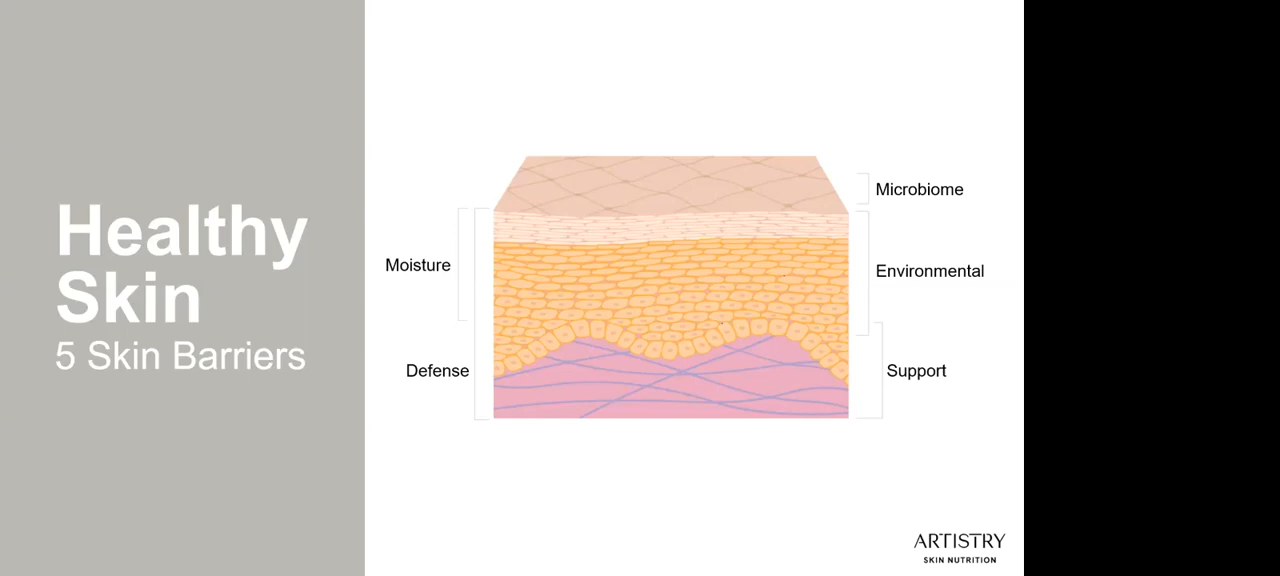 Healthy
Skin
5 Skin Barriers
Microbiome
Moisture
Environmental
Defense
Support
ARTISTRY
SKIN NUTRITION